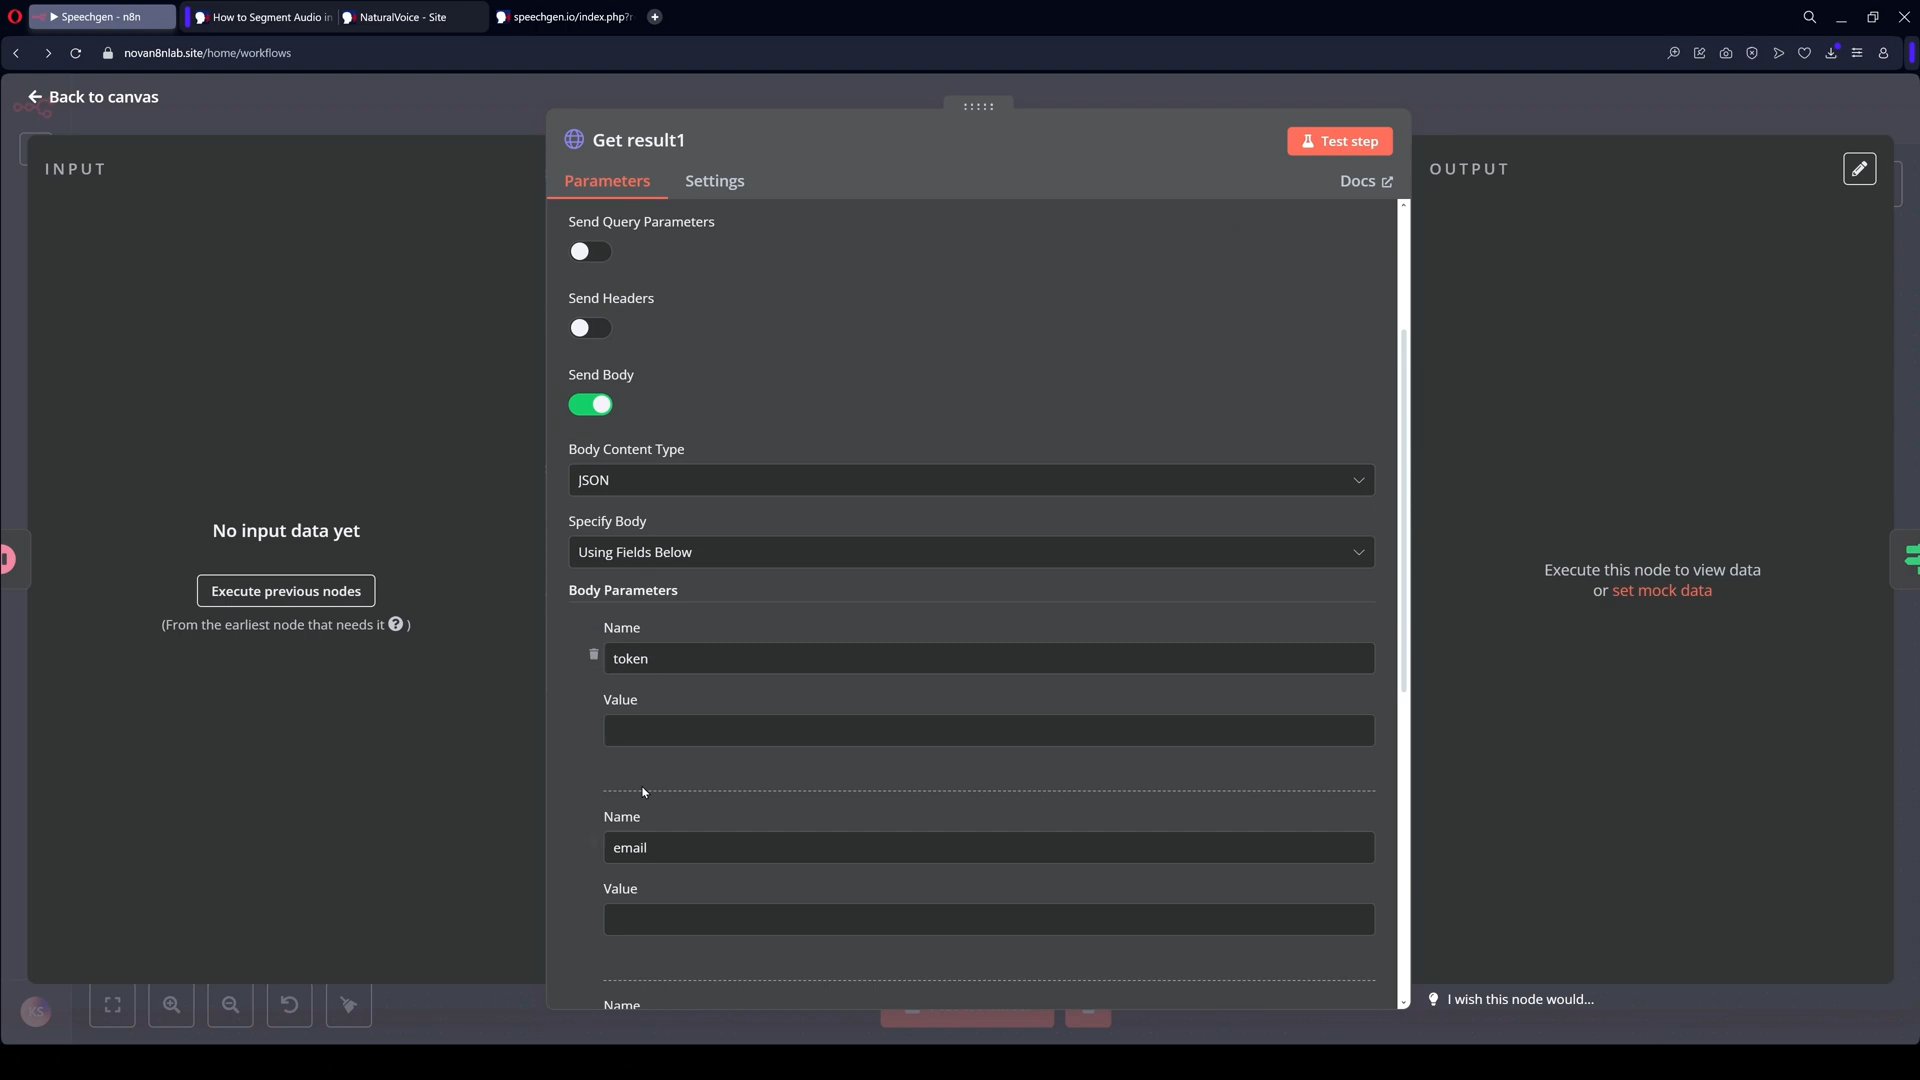 Speechgen - n8n
How to Segment Audio in
NaturalVoice - Site
speechgen.io/index.php?r
novan8nlab.site/home/workflows
Back to canvas
Get result1
Test step
INPUT
Parameters
Settings
Docs
OUTPUT
Send Query Parameters
Send Headers
Send Body
Body Content Type
JSON
Specify Body
Using Fields Below
No input data yet
Execute previous nodes
(From the earliest node that needs it ? )
Execute this node to view data
or set mock data
Body Parameters
Name
token
Value
Name
email
Value
Name
I wish this node would...
KS